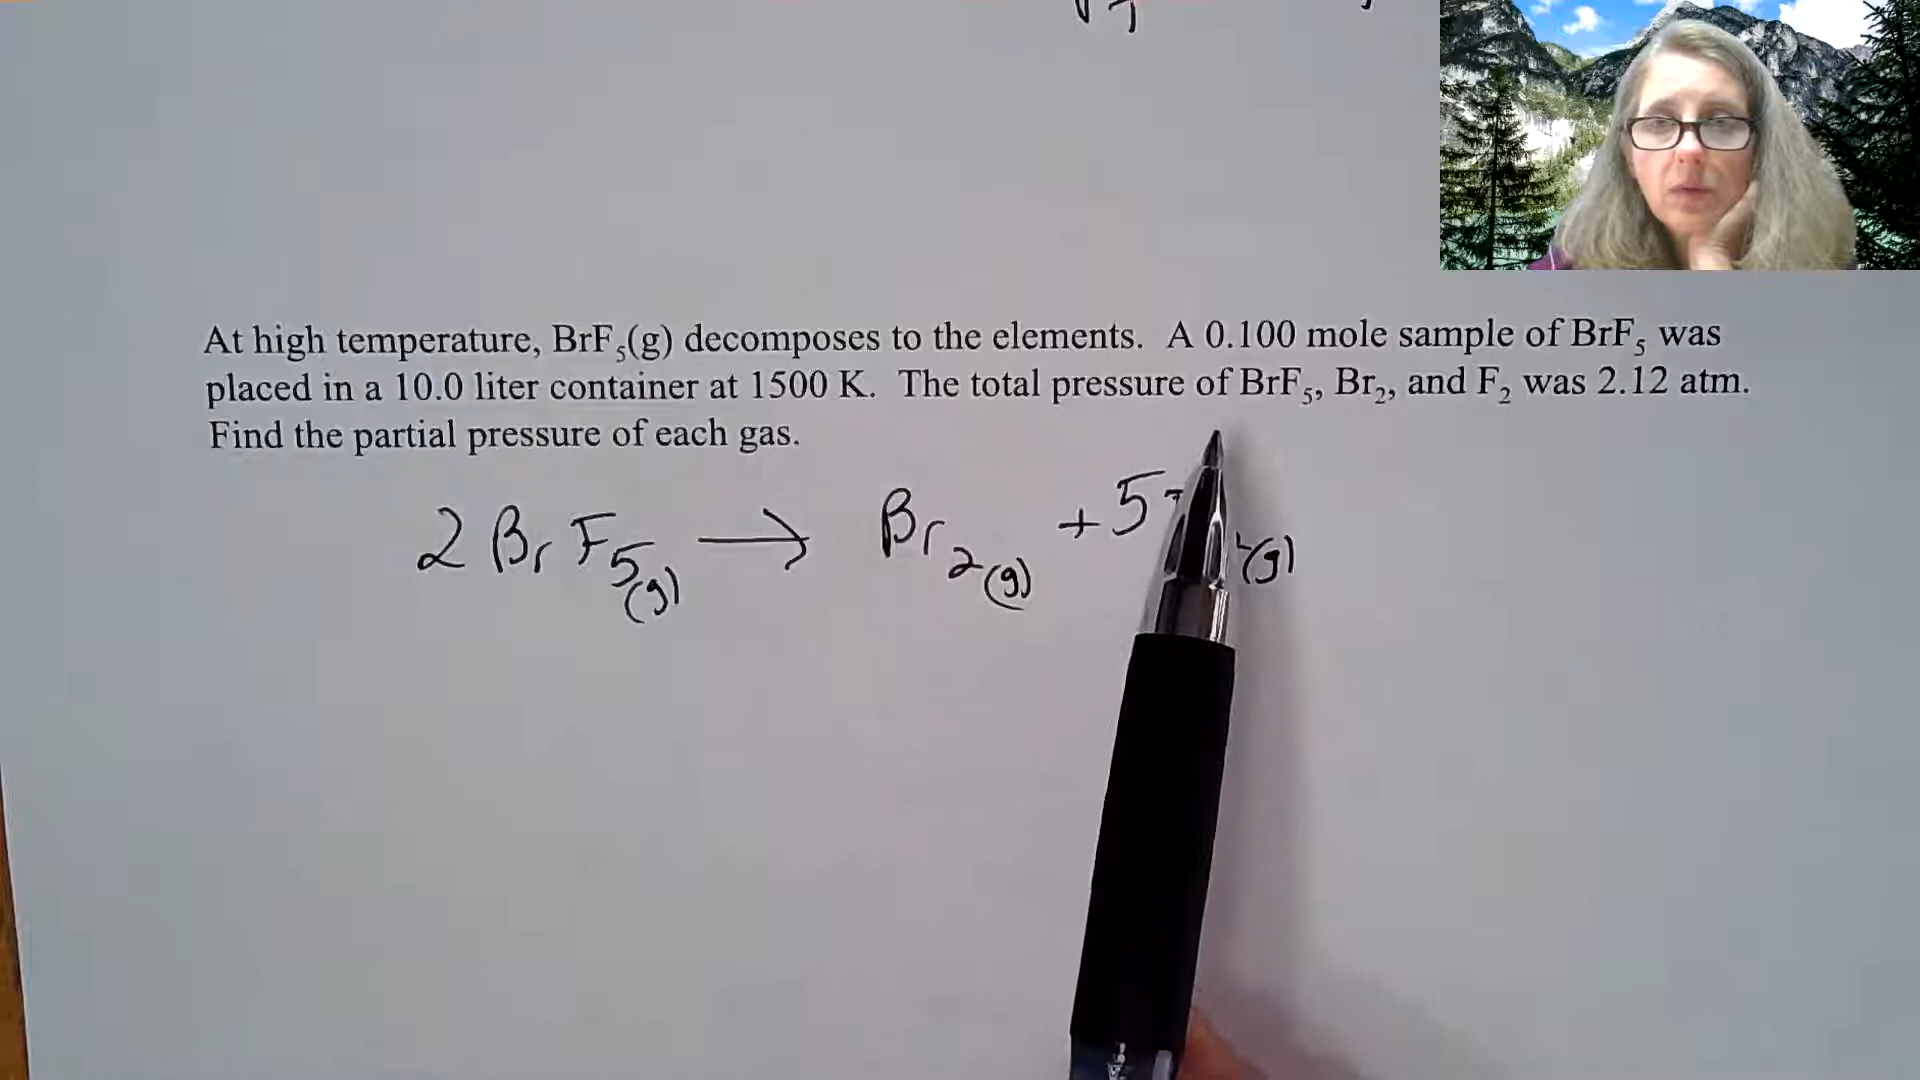 At high temperature, BrF₅(g) decomposes to the elements. A 0.100 mole sample of BrF₅ was
placed in a 10.0 liter container at 1500 K. The total pressure of BrF₅, Br₂, and F₂ was 2.12 atm.
Find the partial pressure of each gas.
2 BrF₅(g) → Br₂(g) + 5 (g)